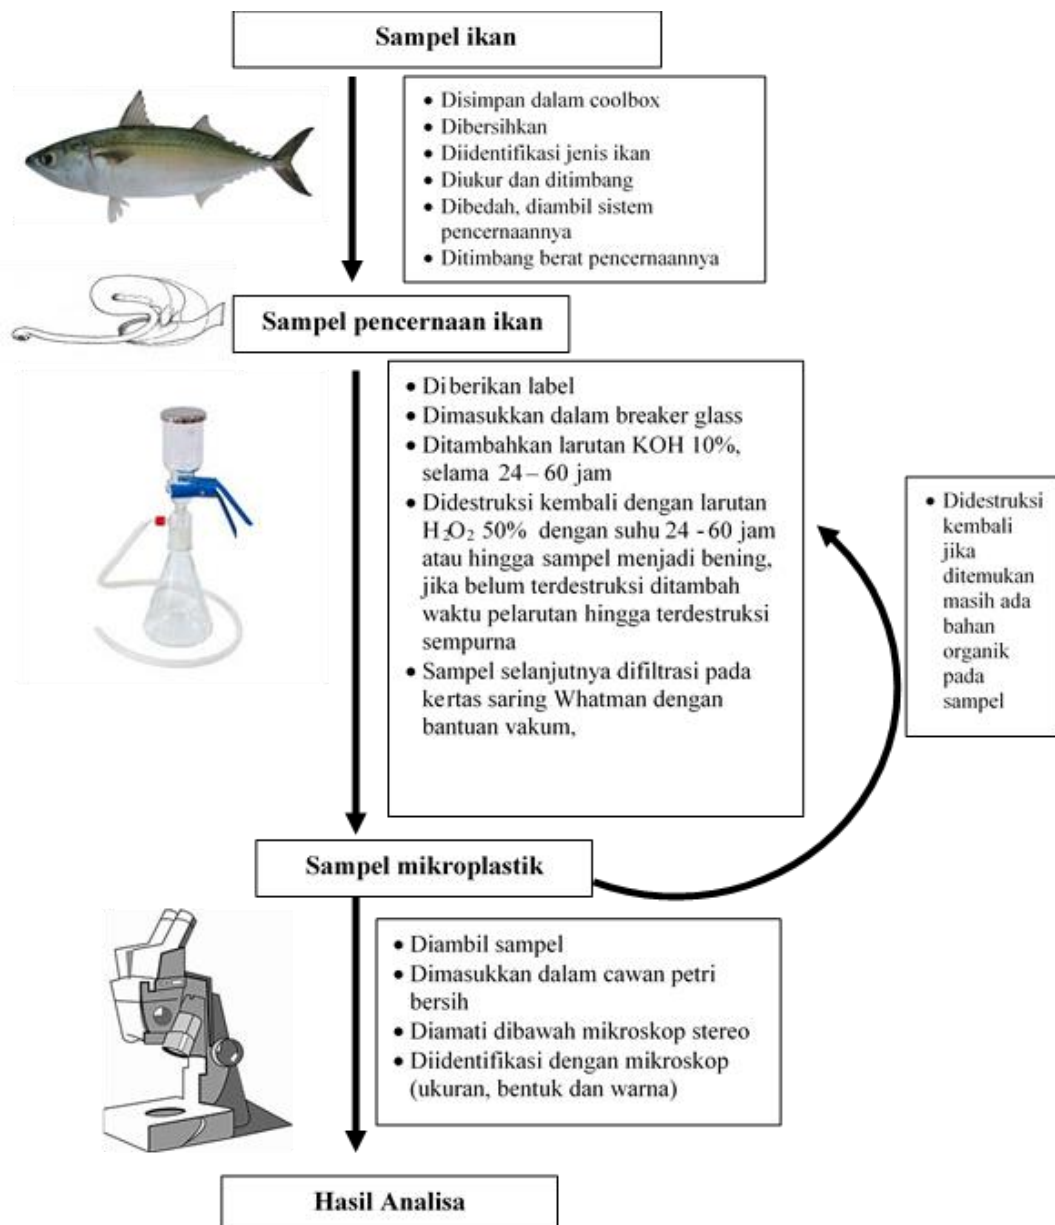 Sampel ikan
• Disimpan dalam coolbox
• Dibersihkan
• Diidentifikasi jenis ikan
• Diukur dan ditimbang
• Dibedah, diambil sistem
pencernaannya
• Ditimbang berat pencernaannya
Sampel pencernaan ikan
• Diberikan label
• Dimasukkan dalam breaker glass
• Ditambahkan larutan KOH 10%,
selama 24 – 60 jam
• Didestruksi kembali dengan larutan
H₂O₂ 50% dengan suhu 24 -60 jam
atau hingga sampel menjadi bening,
jika belum terdestruksi ditambah
waktu pelarutan hingga terdestruksi
sempurna
• Sampel selanjutnya difiltrasi pada
kertas saring Whatman dengan
bantuan vakum,
• Didestruksi
kembali
jika
ditemukan
masih ada
bahan
organik
pada
sampel
Sampel mikroplastik
• Diambil sampel
• Dimasukkan dalam cawan petri
bersih
• Diamati dibawah mikroskop stereo
• Diidentifikasi dengan mikroskop
(ukuran, bentuk dan warna)
Hasil Analisa